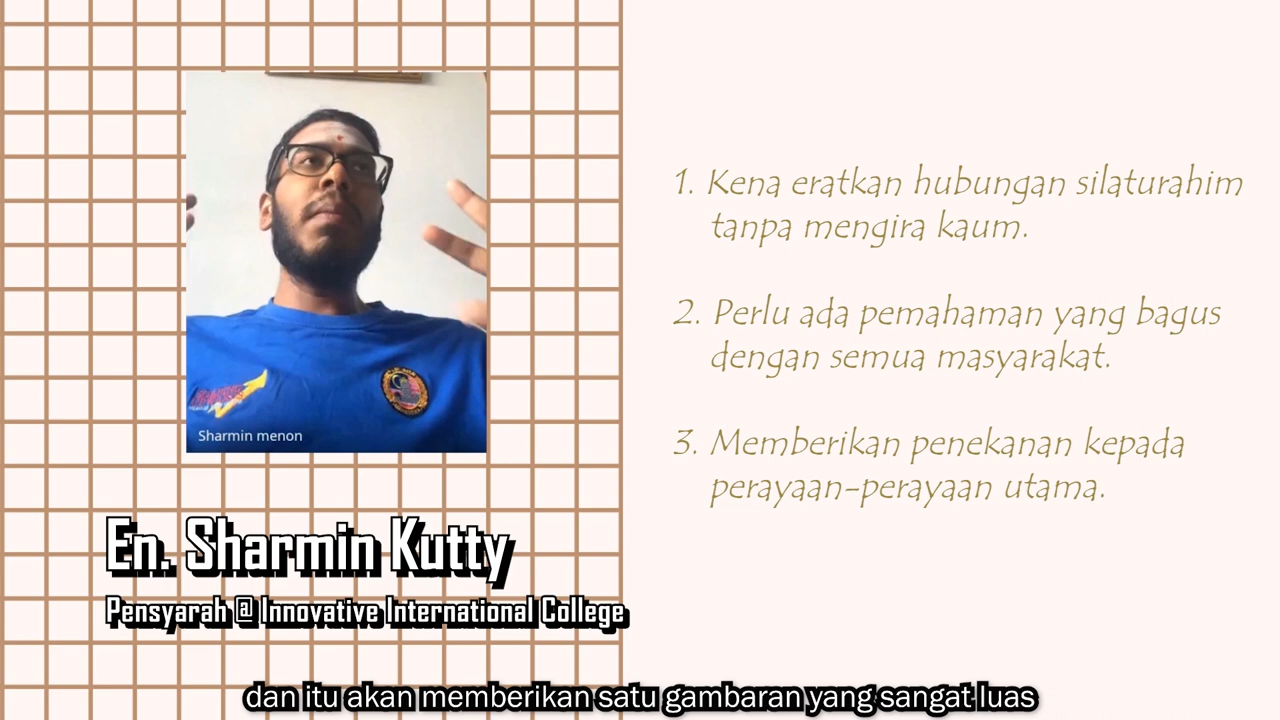 1. Kena eratkan hubungan silaturahim
tanpa mengira kaum.
2. Perlu ada pemahaman yang bagus
dengan semua masyarakat.
3. Memberikan penekanan kepada
perayaan-perayaan utama.
Sharmin menon
En. Sharmin Kutty
Pensyarah @ Innovative International College
dan itu akan memberikan satu gambaran yang sangat luas